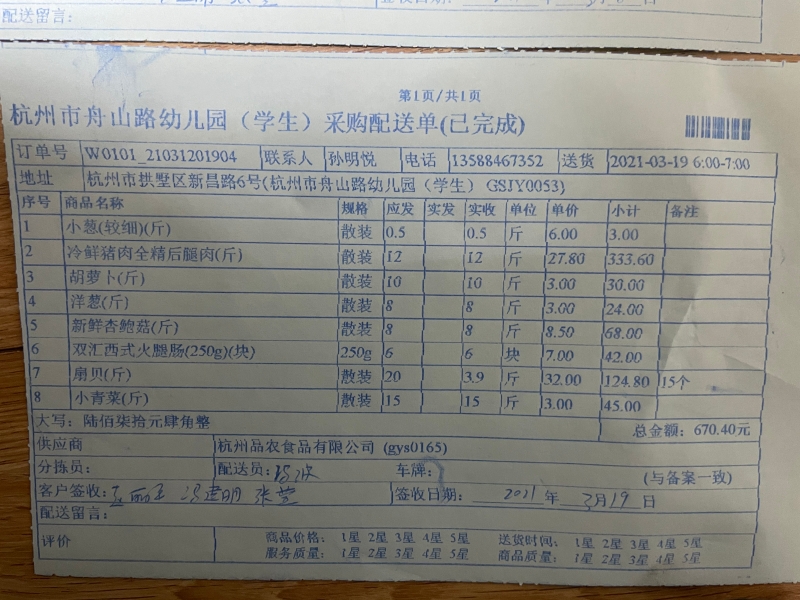 配送留言:
第1页/共1页
杭州市舟山路幼儿园（学生）采购配送单(已完成)
订单号 W0101_21031201904 联系人 孙明悦 电话 13588467352 送货 2021-03-19 6:00-7:00
地址 杭州市拱墅区新昌路6号(杭州市舟山路幼儿园（学生） GSJY0053)
序号 商品名称 规格 应发 实发 实收 单位 单价 小计 备注
1 小葱(较细)(斤) 散装 0.5 0.5 斤 6.00 3.00
2 冷鲜猪肉全精后腿肉(斤) 散装 12 12 斤 27.80 333.60
3 胡萝卜(斤) 散装 10 10 斤 3.00 30.00
4 洋葱(斤) 散装 8 8 斤 3.00 24.00
5 新鲜杏鲍菇(斤) 散装 8 8 斤 8.50 68.00
6 双汇西式火腿肠(250g)(块) 250g 6 6 块 7.00 42.00
7 扇贝(斤) 散装 20 3.9 斤 32.00 124.80 15个
8 小青菜(斤) 散装 15 15 斤 3.00 45.00
大写: 陆佰柒拾元肆角整 总金额: 670.40元
供应商 杭州品农食品有限公司 (gys0165)
分拣员: 配送员: 车牌: (与备案一致)
客户签收: 冯建明 张莹 签收日期: 2021 年 3月19日
配送留言:
评价 商品价格: 1星 2星 3星 4星 5星 送货时间: 1星 2星 3星 4星 5星
服务质量: 1星 2星 3星 4星 5星 商品质量: 1星 2星 3星 4星 5星